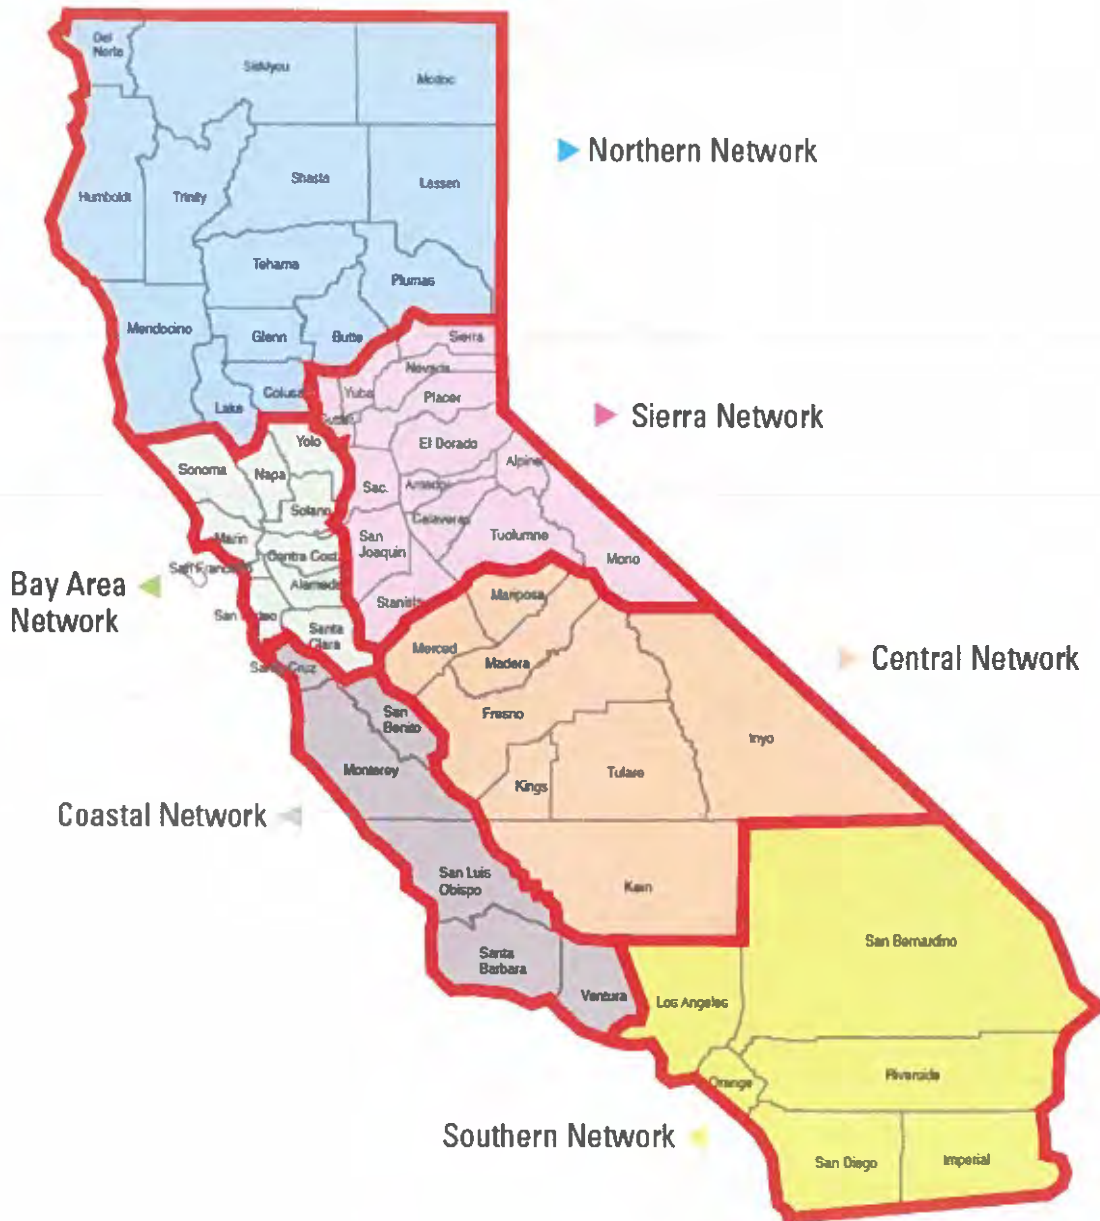 Del
Norte
Siskiyou
Modoc
Northern Network
Humboldt
Trinity
Shasta
Lassen
Tehama
Plumas
Mendocino
Glenn
Butte
Sierra
Nevada
Colusa
Yuba
Placer
Lake
Sutter
Sierra Network
Yolo
El Dorado
Sonoma
Napa
Alpine
Sac.
Amador
Solano
Calaveras
Marin
San
Joaquin
Tuolumne
Contra Cost
Mono
San Francisco
Bay Area
Network
Alameda
Stanisl
Mariposa
San Mateo
Santa
Clara
Merced
Madera
Central Network
Santa Cruz
San
Benito
Fresno
Inyo
Monterey
Kings
Tulare
Coastal Network
San Luis
Obispo
Kern
San Bernardino
Santa
Barbara
Ventura
Los Angeles
Orange
Riverside
Southern Network
San Diego
Imperial